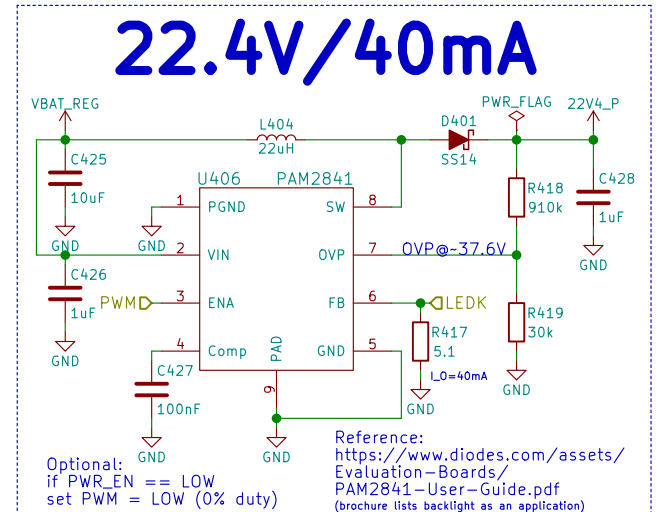 22.4V/40mA
VBAT_REG
PWR_FLAG
22V4_P
L404
22uH
D401
SS14
C425
10uF
GND
U406
PAM2841
R418
910k
C428
1uF
GND
1
PGND
SW
8
GND
2
VIN
OVP
7
OVP@~37.6V
C426
1uF
GND
PWM
3
ENA
FB
6
LEDK
R417
5.1
I_O=40mA
GND
R419
30k
GND
4
Comp
GND
5
PAD
9
C427
100nF
GND
GND
Optional:
if PWR_EN == LOW
set PWM = LOW (0% duty)
Reference:
https://www.diodes.com/assets/
Evaluation-Boards/
PAM2841-User-Guide.pdf
(brochure lists backlight as an application)